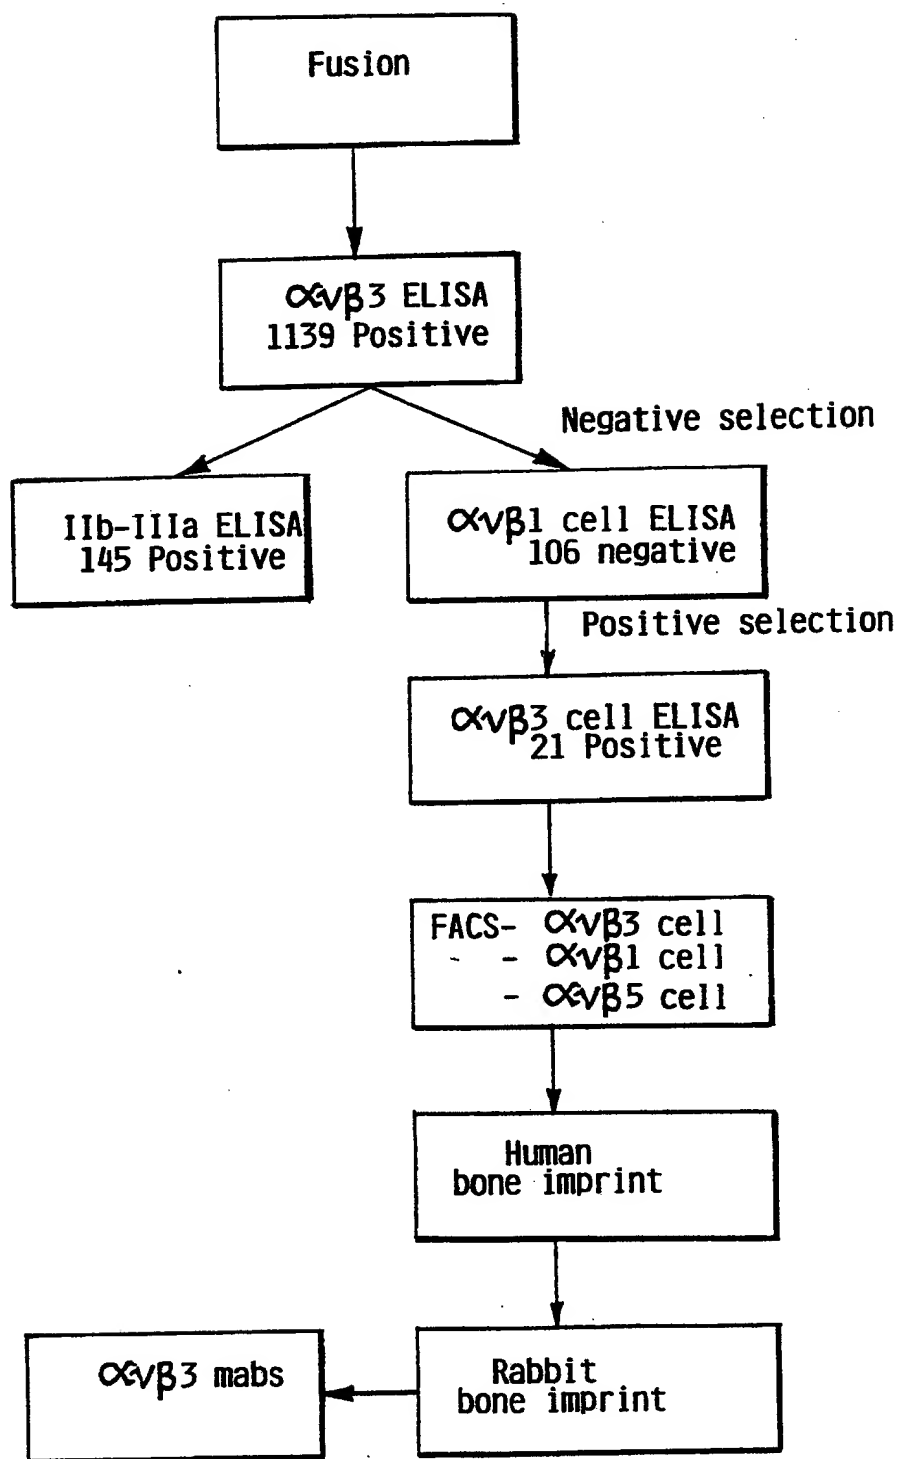 Fusion
αvβ3 ELISA
1139 Positive
Negative selection
IIb-IIIa ELISA
145 Positive
αvβ1 cell ELISA
106 negative
Positive selection
αvβ3 cell ELISA
21 Positive
FACS- αvβ3 cell
- αvβ1 cell
- αvβ5 cell
Human
bone imprint
Rabbit
bone imprint
αvβ3 mabs